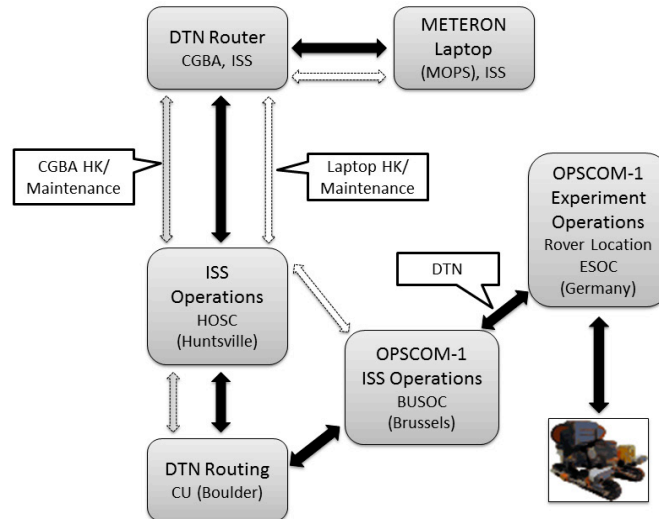 DTN Router
CGBA, ISS
METERON
Laptop
(MOPS), ISS
CGBA HK/
Maintenance
Laptop HK/
Maintenance
OPSCOM-1
Experiment
Operations
Rover Location
ESOC
(Germany)
ISS
Operations
HOSC
(Huntsville)
DTN
OPSCOM-1
ISS Operations
BUSOC
(Brussels)
DTN Routing
CU (Boulder)